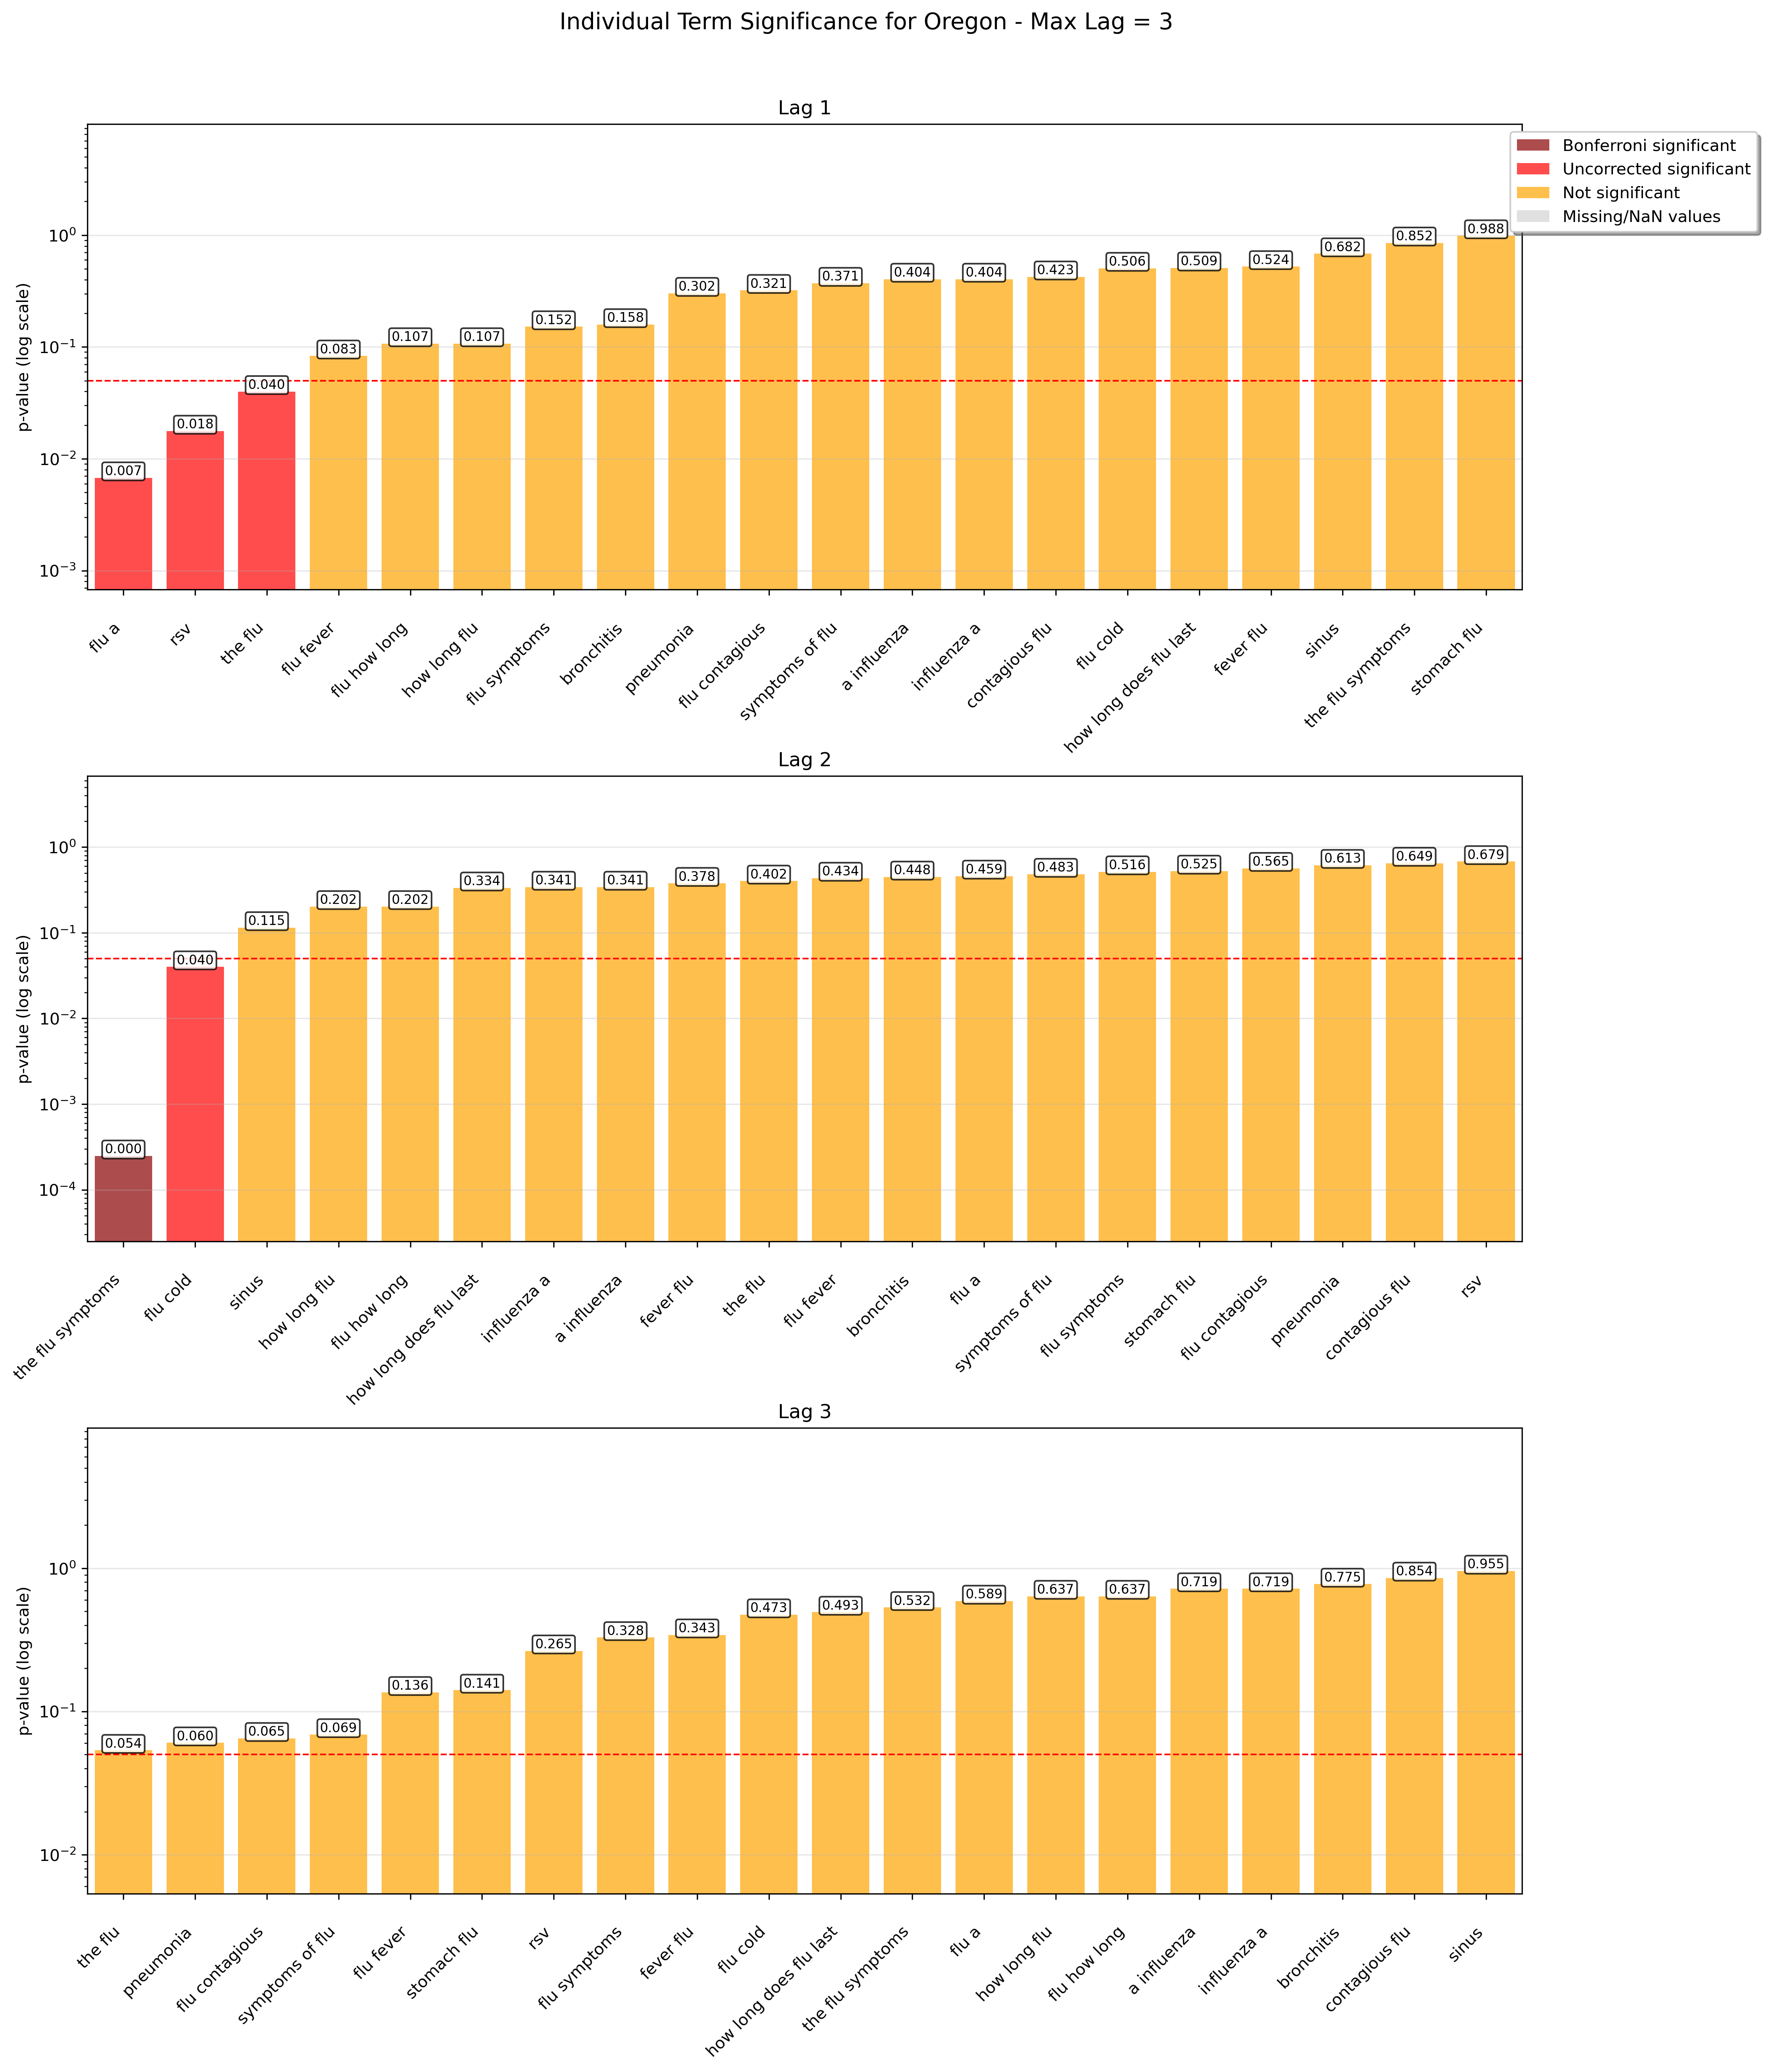 Individual Term Significance for Oregon - Max Lag = 3
Lag 1
Bonferroni significant
Uncorrected significant
Not significant
Missing/NaN values
p-value (log scale)
10⁰
10⁻¹
10⁻²
10⁻³
0.007
0.018
0.040
0.083
0.107
0.107
0.152
0.158
0.302
0.321
0.371
0.404
0.404
0.423
0.506
0.509
0.524
0.682
0.852
0.988
flu a
rsv
the flu
flu fever
flu how long
how long flu
flu symptoms
bronchitis
pneumonia
flu contagious
symptoms of flu
a influenza
influenza a
contagious flu
flu cold
how long does flu last
fever flu
sinus
the flu symptoms
stomach flu
Lag 2
p-value (log scale)
10⁰
10⁻¹
10⁻²
10⁻³
10⁻⁴
0.000
0.040
0.115
0.202
0.202
0.334
0.341
0.341
0.378
0.402
0.434
0.448
0.459
0.483
0.516
0.525
0.565
0.613
0.649
0.679
the flu symptoms
flu cold
sinus
how long flu
flu how long
how long does flu last
influenza a
a influenza
fever flu
the flu
flu fever
bronchitis
flu a
symptoms of flu
flu symptoms
stomach flu
flu contagious
pneumonia
contagious flu
rsv
Lag 3
p-value (log scale)
10⁰
10⁻¹
10⁻²
0.054
0.060
0.065
0.069
0.136
0.141
0.265
0.328
0.343
0.473
0.493
0.532
0.589
0.637
0.637
0.719
0.719
0.775
0.854
0.955
the flu
pneumonia
flu contagious
symptoms of flu
flu fever
stomach flu
rsv
flu symptoms
fever flu
flu cold
how long does flu last
the flu symptoms
flu a
how long flu
flu how long
a influenza
influenza a
bronchitis
contagious flu
sinus